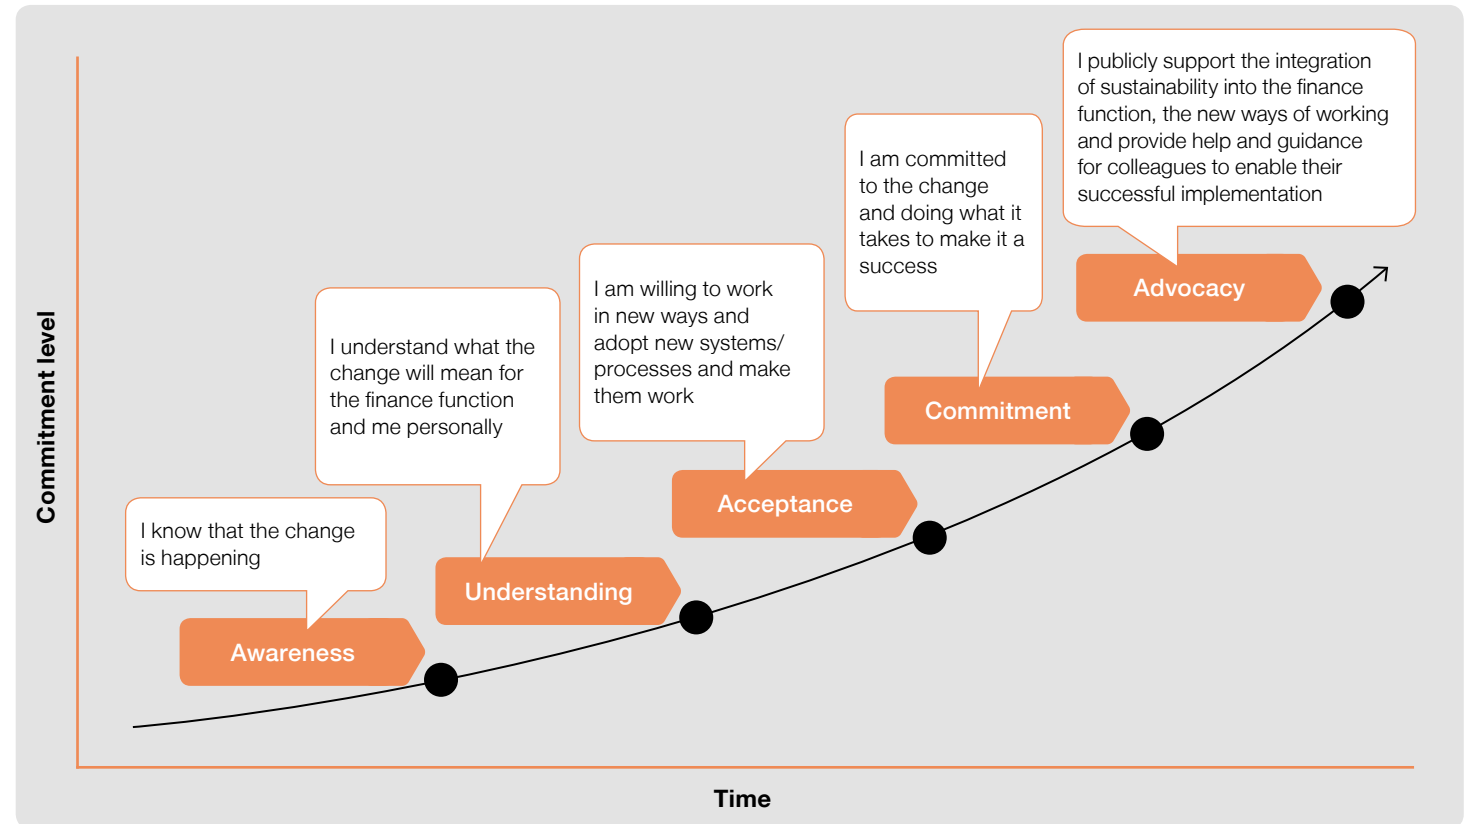 Commitment level
I know that the change
is happening
Awareness
I understand what the
change will mean for
the finance function
and me personally
Understanding
I am willing to work
in new ways and
adopt new systems/
processes and make
them work
Acceptance
I am committed
to the change
and doing what it
takes to make it a
success
Commitment
I publicly support the integration
of sustainability into the finance
function, the new ways of working
and provide help and guidance
for colleagues to enable their
successful implementation
Advocacy
Time